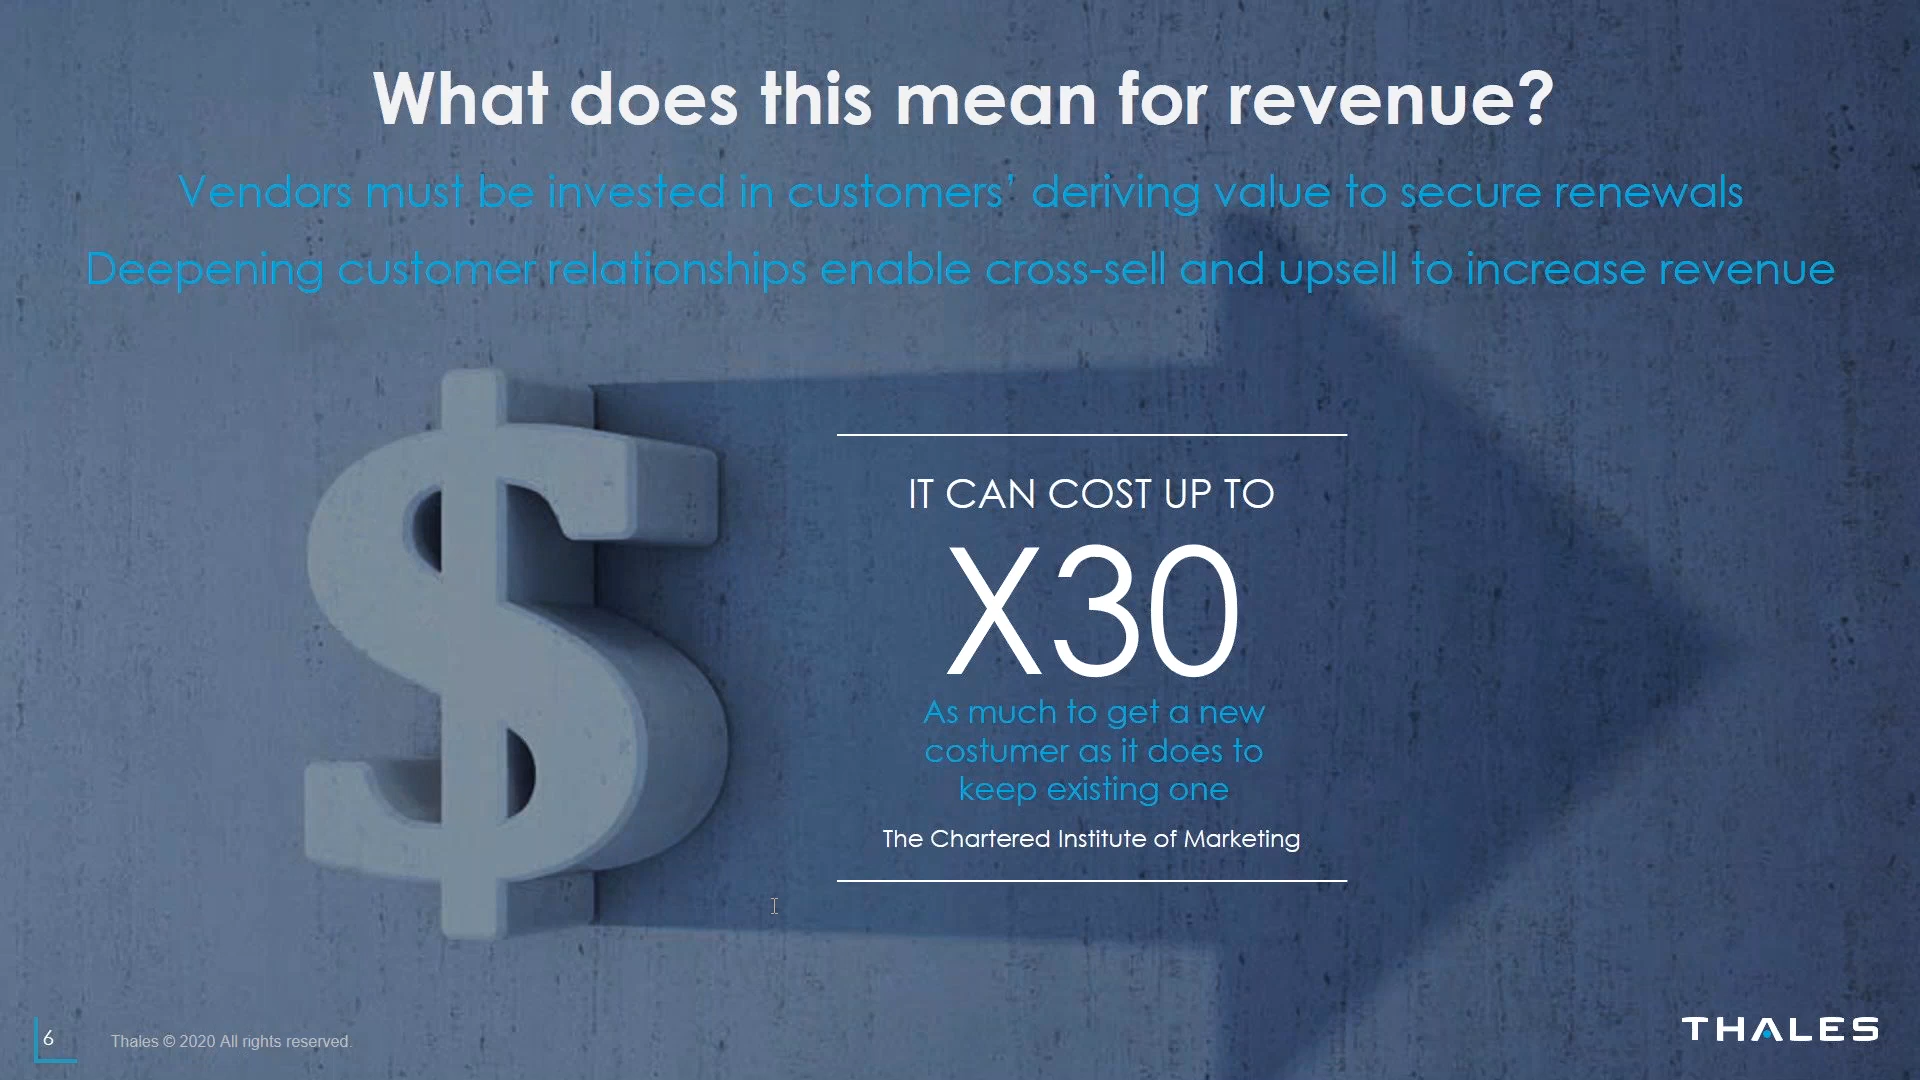 What does this mean for revenue?
Vendors must be invested in customers’ deriving value to secure renewals
Deepening customer relationships enable cross-sell and upsell to increase revenue
IT CAN COST UP TO
X30
As much to get a new
costumer as it does to
keep existing one
The Chartered Institute of Marketing
6
Thales © 2020 All rights reserved.
THALES